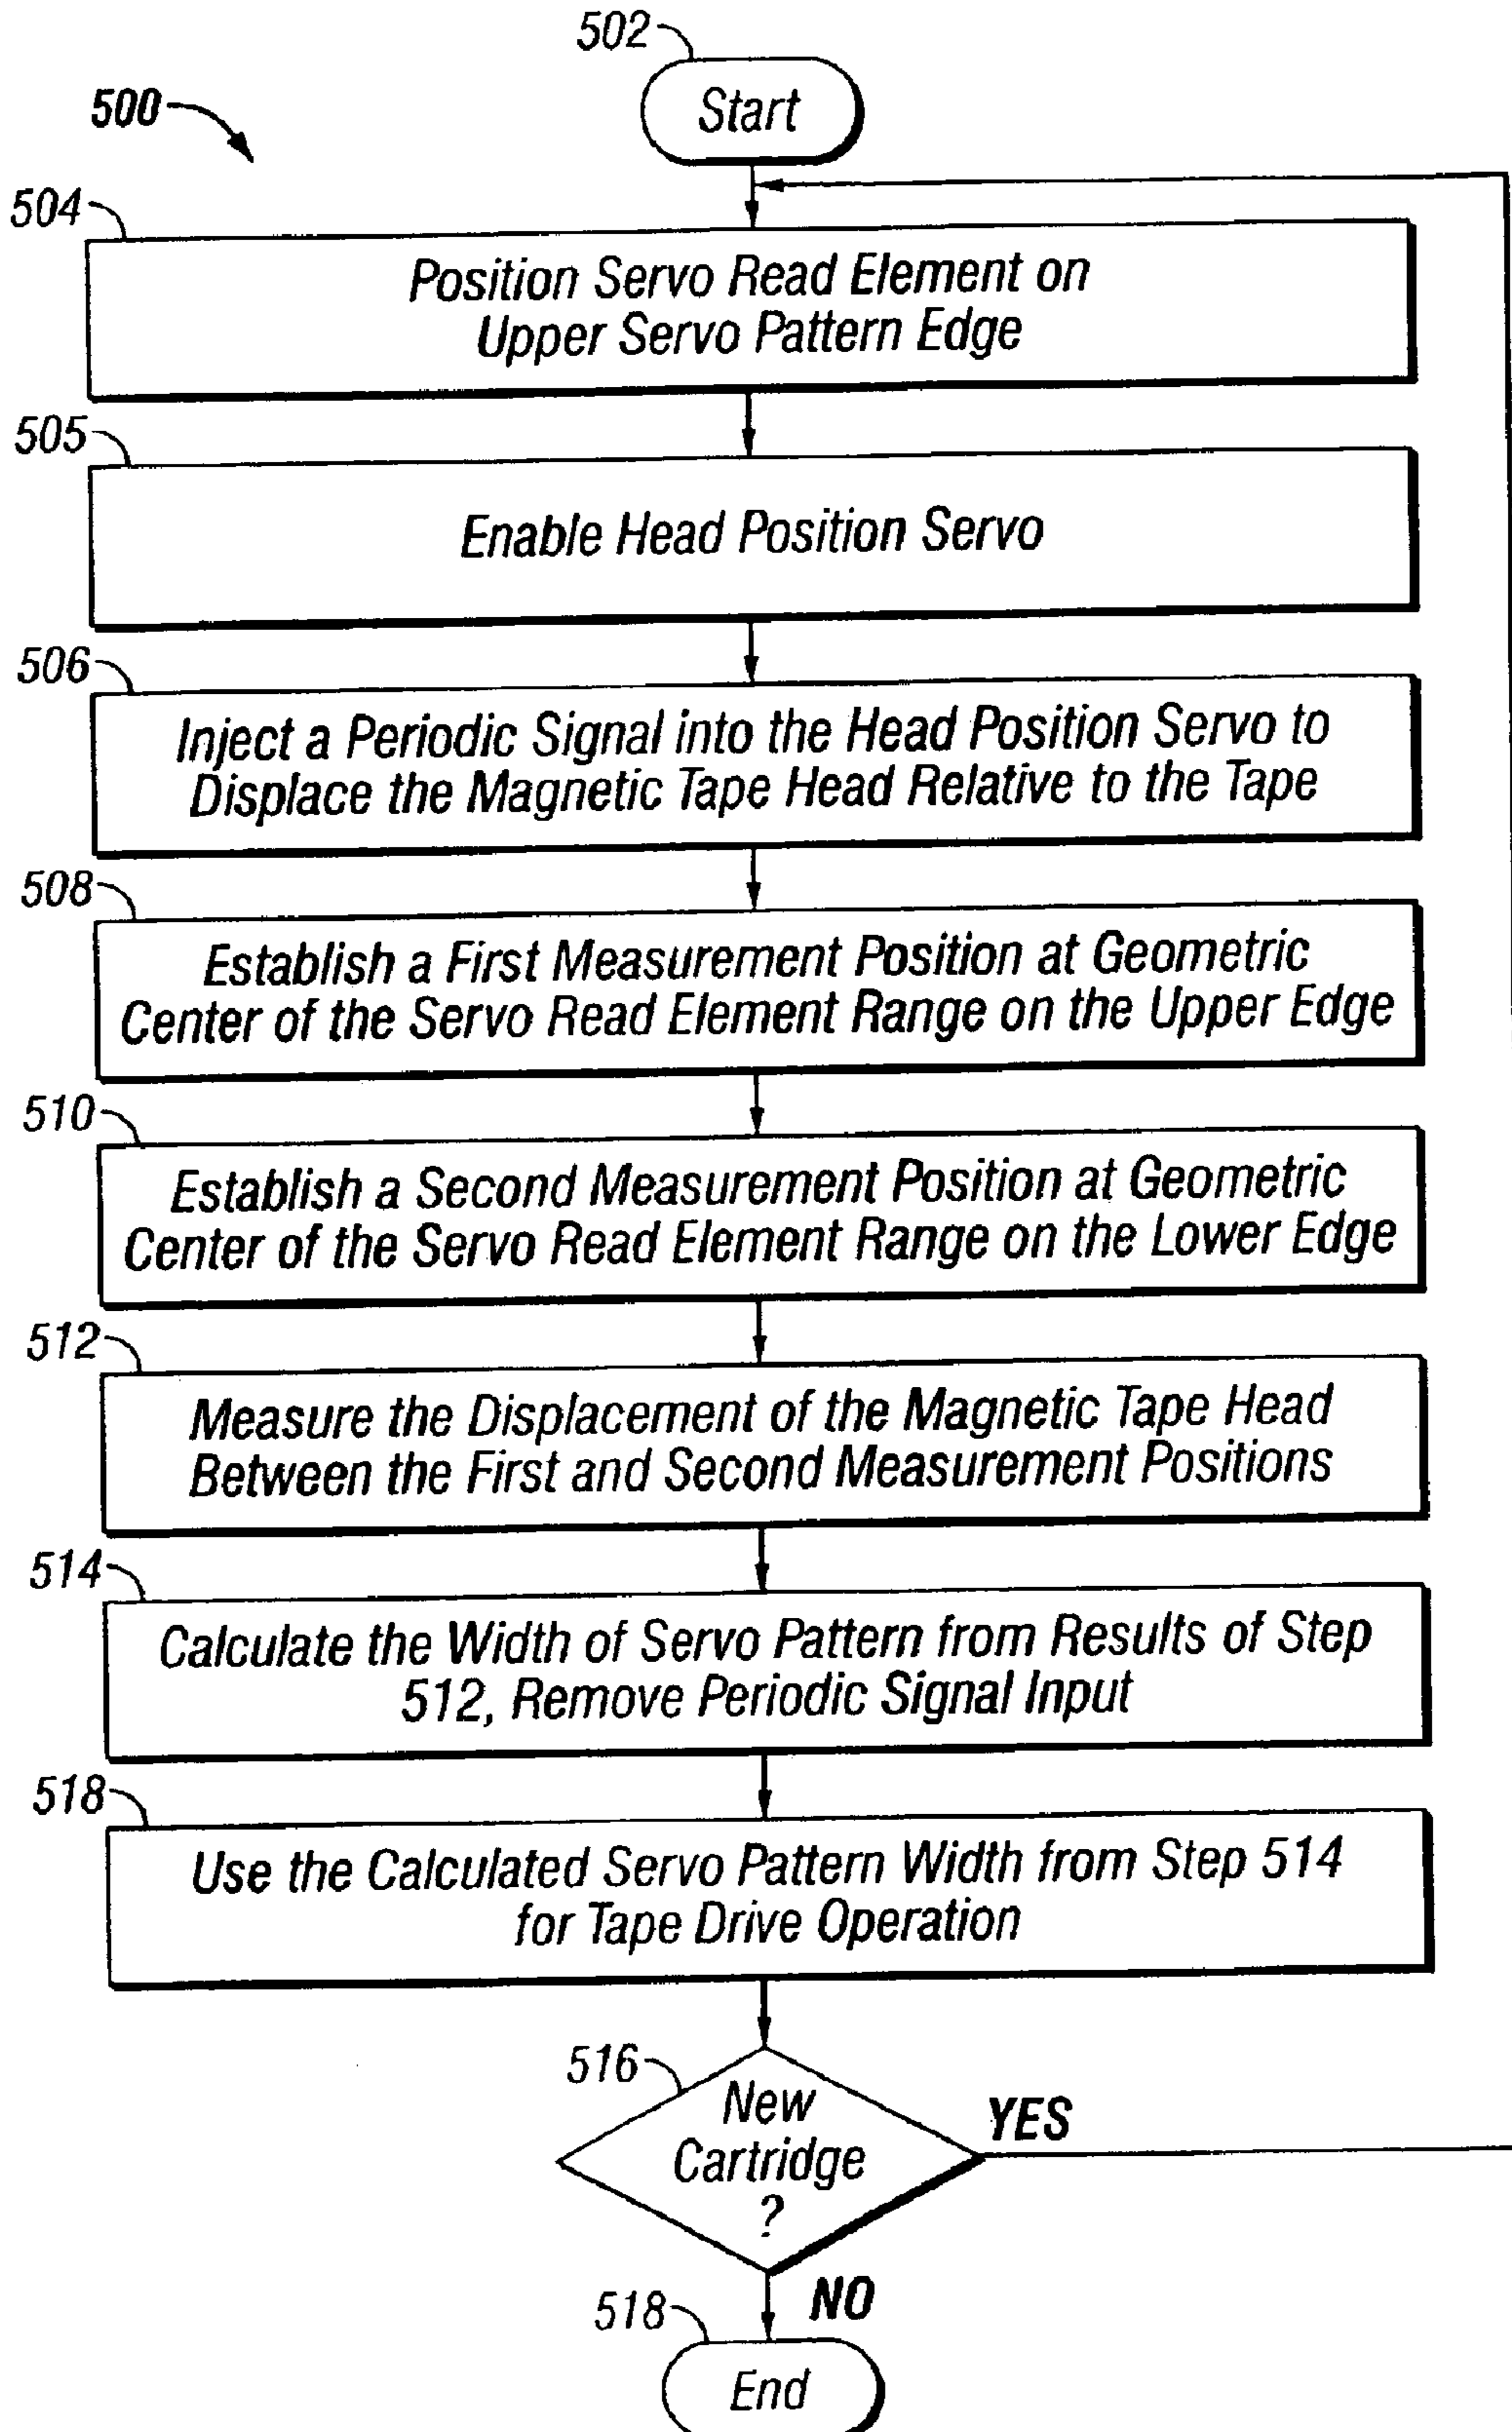 502
Start
500
504
Position Servo Read Element on
Upper Servo Pattern Edge
505
Enable Head Position Servo
506
Inject a Periodic Signal into the Head Position Servo to
Displace the Magnetic Tape Head Relative to the Tape
508
Establish a First Measurement Position at Geometric
Center of the Servo Read Element Range on the Upper Edge
510
Establish a Second Measurement Position at Geometric
Center of the Servo Read Element Range on the Lower Edge
512
Measure the Displacement of the Magnetic Tape Head
Between the First and Second Measurement Positions
514
Calculate the Width of Servo Pattern from Results of Step
512, Remove Periodic Signal Input
518
Use the Calculated Servo Pattern Width from Step 514
for Tape Drive Operation
516
New
Cartridge
?
YES
NO
518
End